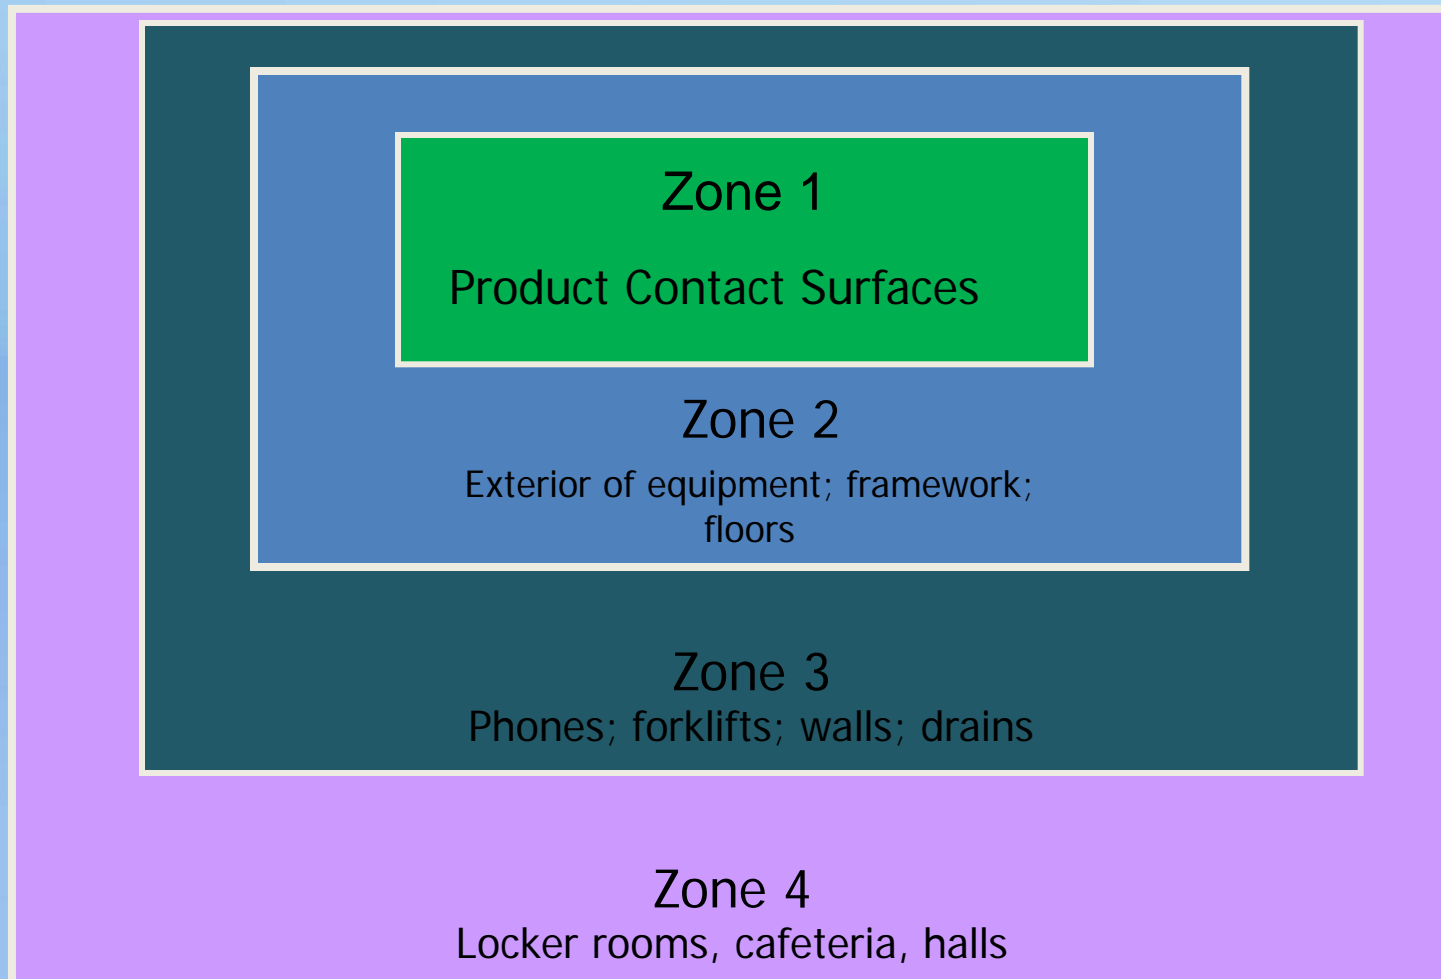 Zone 1
Product Contact Surfaces
Zone 2
Exterior of equipment; framework;
floors
Zone 3
Phones; forklifts; walls; drains
Zone 4
Locker rooms, cafeteria, halls